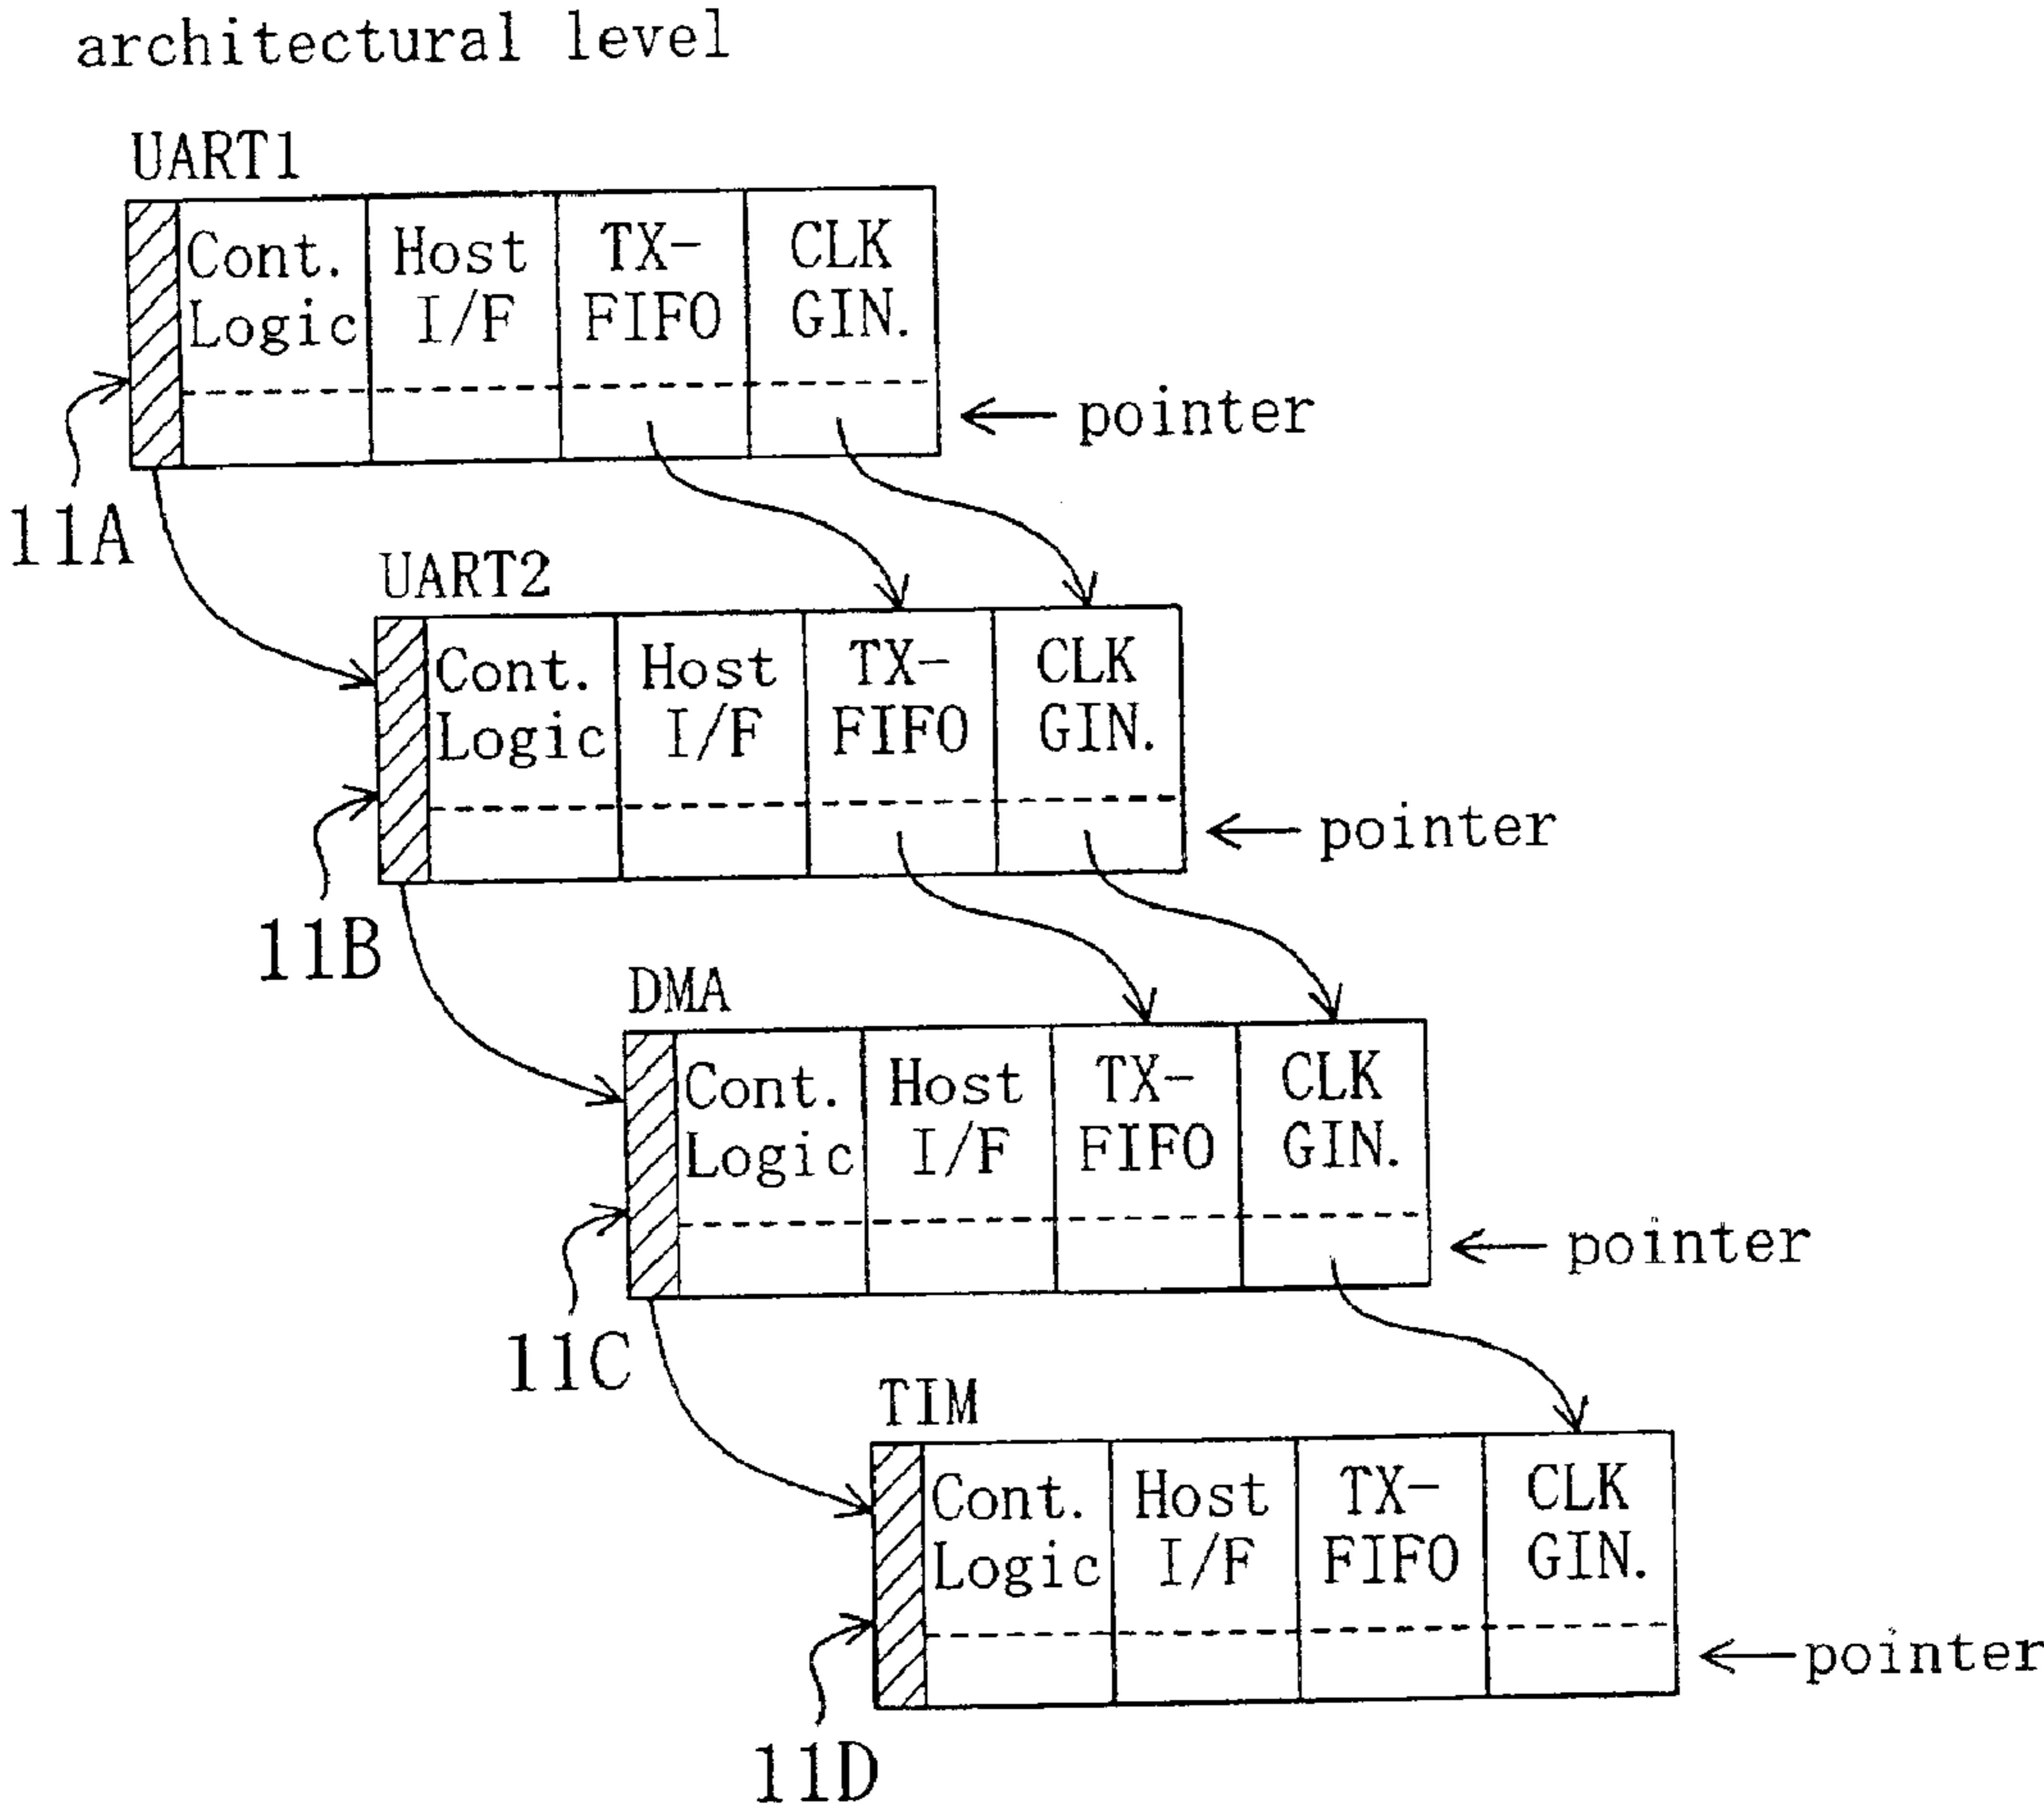 architectural level
UART1
Cont. Logic
Host I/F
TX-FIFO
CLK GIN.
pointer
11A
UART2
Cont. Logic
Host I/F
TX-FIFO
CLK GIN.
pointer
11B
DMA
Cont. Logic
Host I/F
TX-FIFO
CLK GIN.
pointer
11C
TIM
Cont. Logic
Host I/F
TX-FIFO
CLK GIN.
pointer
11D